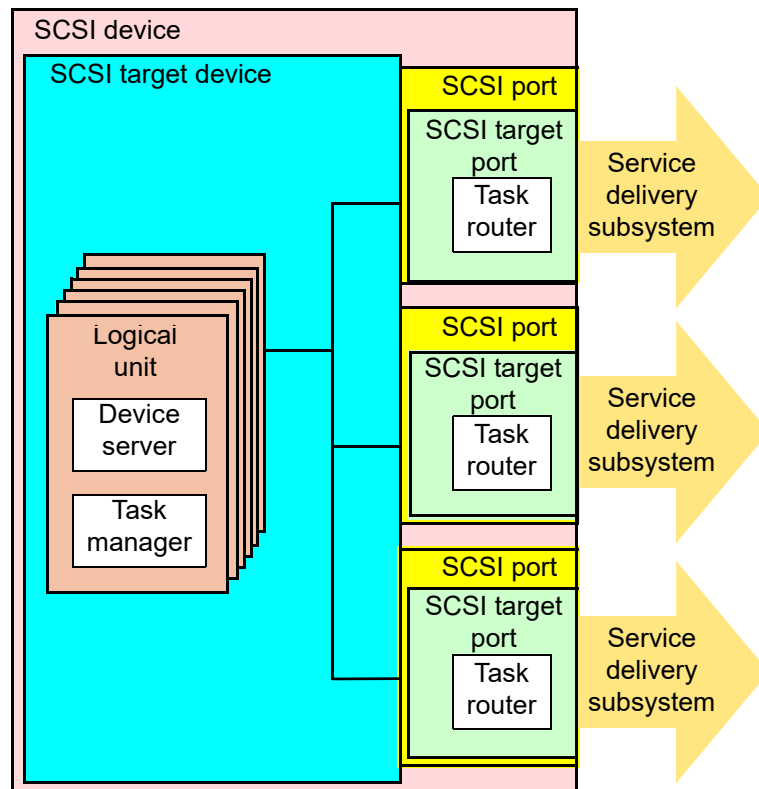 SCSI device
SCSI target device
SCSI port
SCSI target
port
Task
router
Service
delivery
subsystem
Logical
unit
Device
server
Task
manager
SCSI port
SCSI target
port
Task
router
Service
delivery
subsystem
SCSI port
SCSI target
port
Task
router
Service
delivery
subsystem